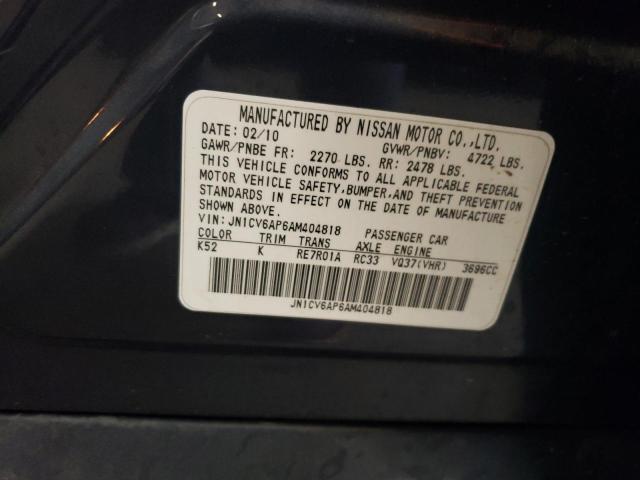 MANUFACTURED BY NISSAN MOTOR CO.,LTD.
DATE: 02/10 GVWR/PNBV: 4722 LBS.
GAWR/PNBE FR: 2270 LBS. RR: 2478 LBS.
THIS VEHICLE CONFORMS TO ALL APPLICABLE FEDERAL
MOTOR VEHICLE SAFETY,BUMPER,AND THEFT PREVENTION
STANDARDS IN EFFECT ON THE DATE OF MANUFACTURE
SHOWN ABOVE.
VIN: JN1CV6AP6AM404818 PASSENGER CAR
COLOR TRIM TRANS AXLE ENGINE
K52 K RE7R01A RC33 VQ37(VHR) 3696CC
JN1CV6AP6AM404818